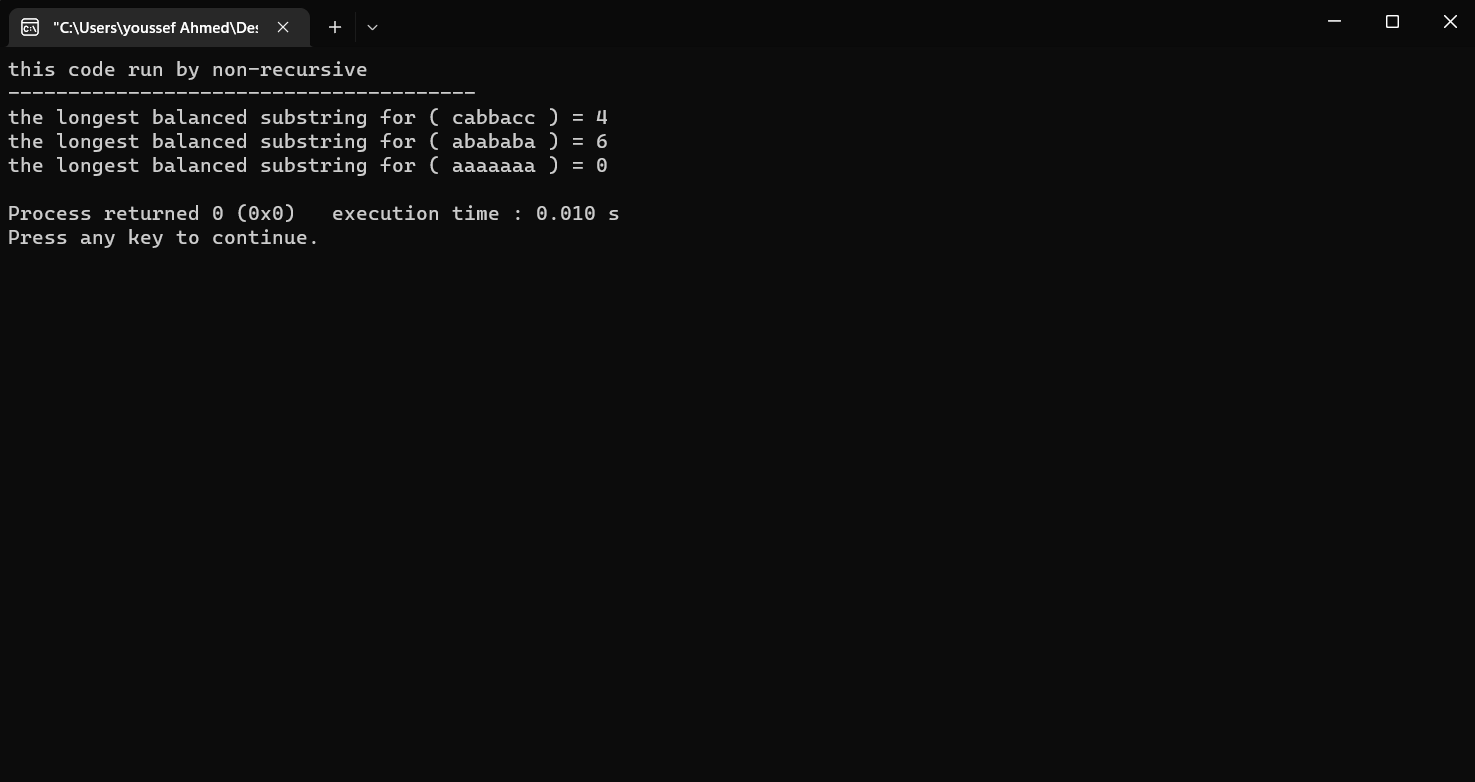 "C:\Users\youssef Ahmed\Des
this code run by non-recursive
---------------------------------------
the longest balanced substring for ( cabbacc ) = 4
the longest balanced substring for ( abababa ) = 6
the longest balanced substring for ( aaaaaaa ) = 0
Process returned 0 (0x0)   execution time : 0.010 s
Press any key to continue.